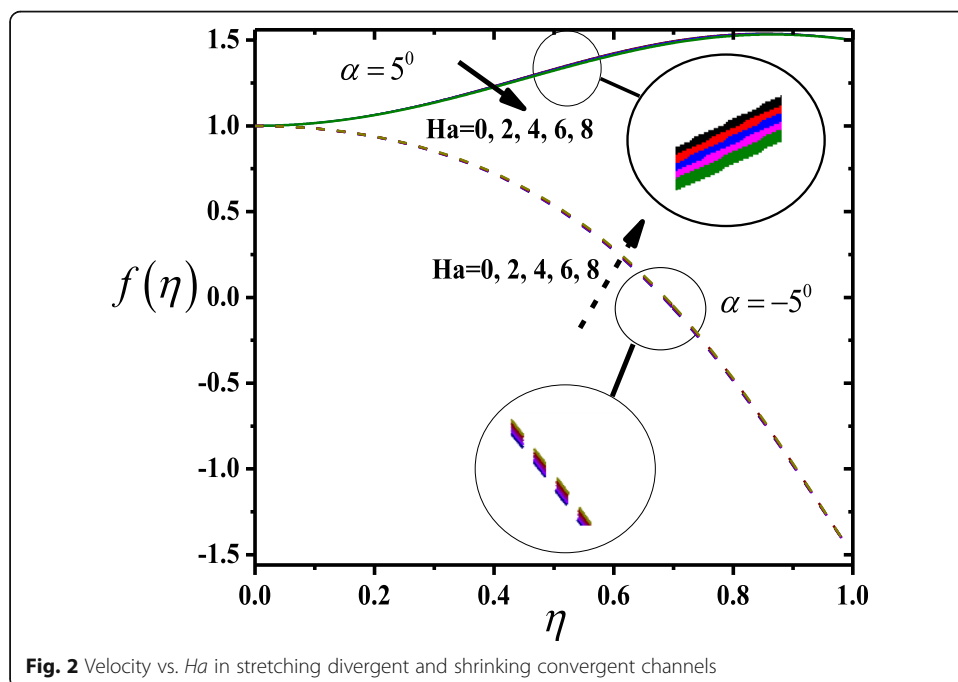 1.5
α = 5⁰
Ha=0, 2, 4, 6, 8
1.0
0.5
Ha=0, 2, 4, 6, 8
f(η)
0.0
α = −5⁰
-0.5
-1.0
-1.5
0.0 0.2 0.4 0.6 0.8 1.0
η
Fig. 2 Velocity vs. Ha in stretching divergent and shrinking convergent channels